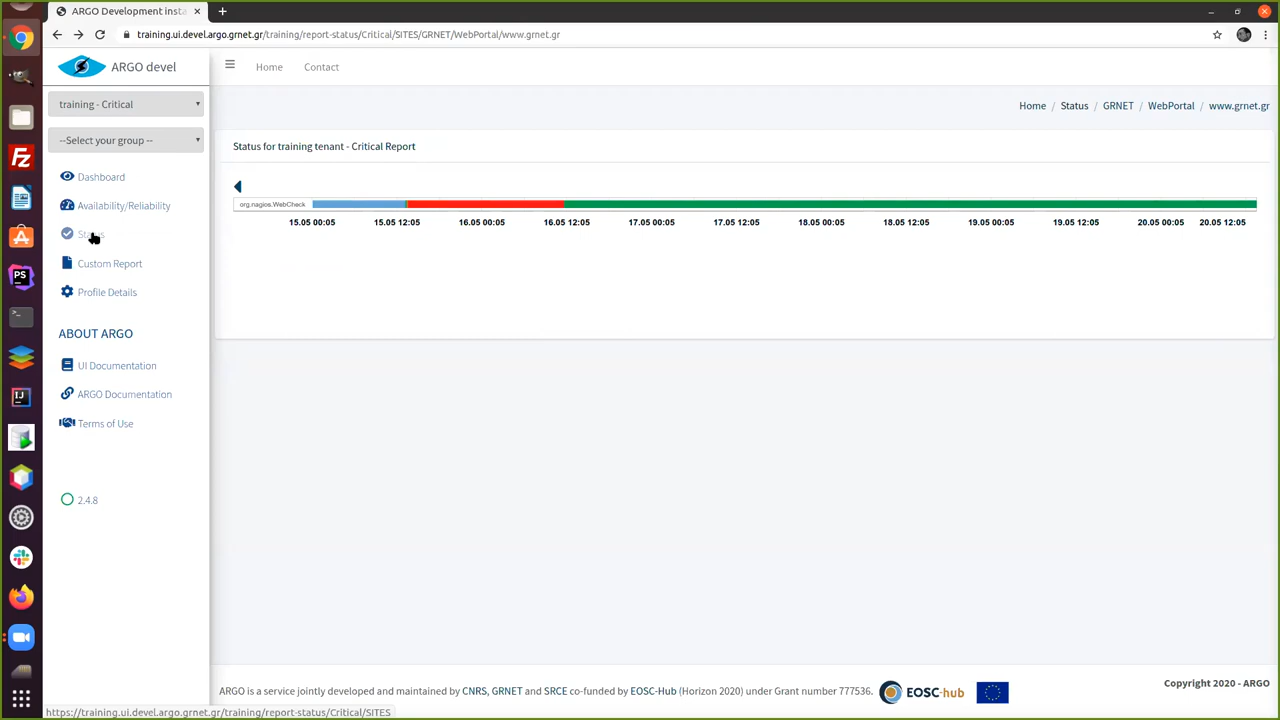 ARGO Development insta
training.ui.devel.argo.grnet.gr/training/report-status/Critical/SITES/GRNET/WebPortal/www.grnet.gr
ARGO devel
Home Contact
training - Critical
Home / Status / GRNET / WebPortal / www.grnet.gr
--Select your group --
Status for training tenant - Critical Report
Dashboard
Availability/Reliability
org.nagios.WebCheck
15.05 00:05 15.05 12:05 16.05 00:05 16.05 12:05 17.05 00:05 17.05 12:05 18.05 00:05 18.05 12:05 19.05 00:05 19.05 12:05 20.05 00:05 20.05 12:05
Status
Custom Report
Profile Details
ABOUT ARGO
UI Documentation
ARGO Documentation
Terms of Use
2.4.8
ARGO is a service jointly developed and maintained by CNRS, GRNET and SRCE co-funded by EOSC-Hub (Horizon 2020) under Grant number 777536.
EOSC-hub
Copyright 2020 - ARGO
https://training.ui.devel.argo.grnet.gr/training/report-status/Critical/SITES
Fz
PS
IJ